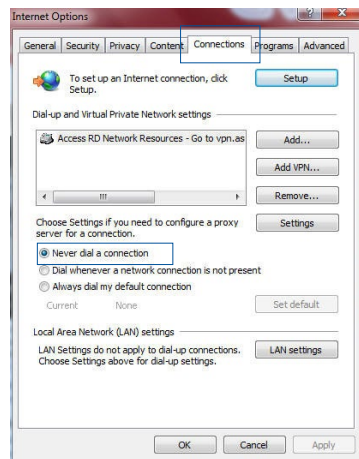 Internet Options
General Security Privacy Content Connections Programs Advanced
To set up an Internet connection, click
Setup.
Setup
Dial-up and Virtual Private Network settings
Access RD Network Resources - Go to vpn.as
Add...
Add VPN...
Remove...
Choose Settings if you need to configure a proxy
server for a connection.
Settings
Never dial a connection
Dial whenever a network connection is not present
Always dial my default connection
Current None
Set default
Local Area Network (LAN) settings
LAN Settings do not apply to dial-up connections.
Choose Settings above for dial-up settings.
LAN settings
OK Cancel Apply